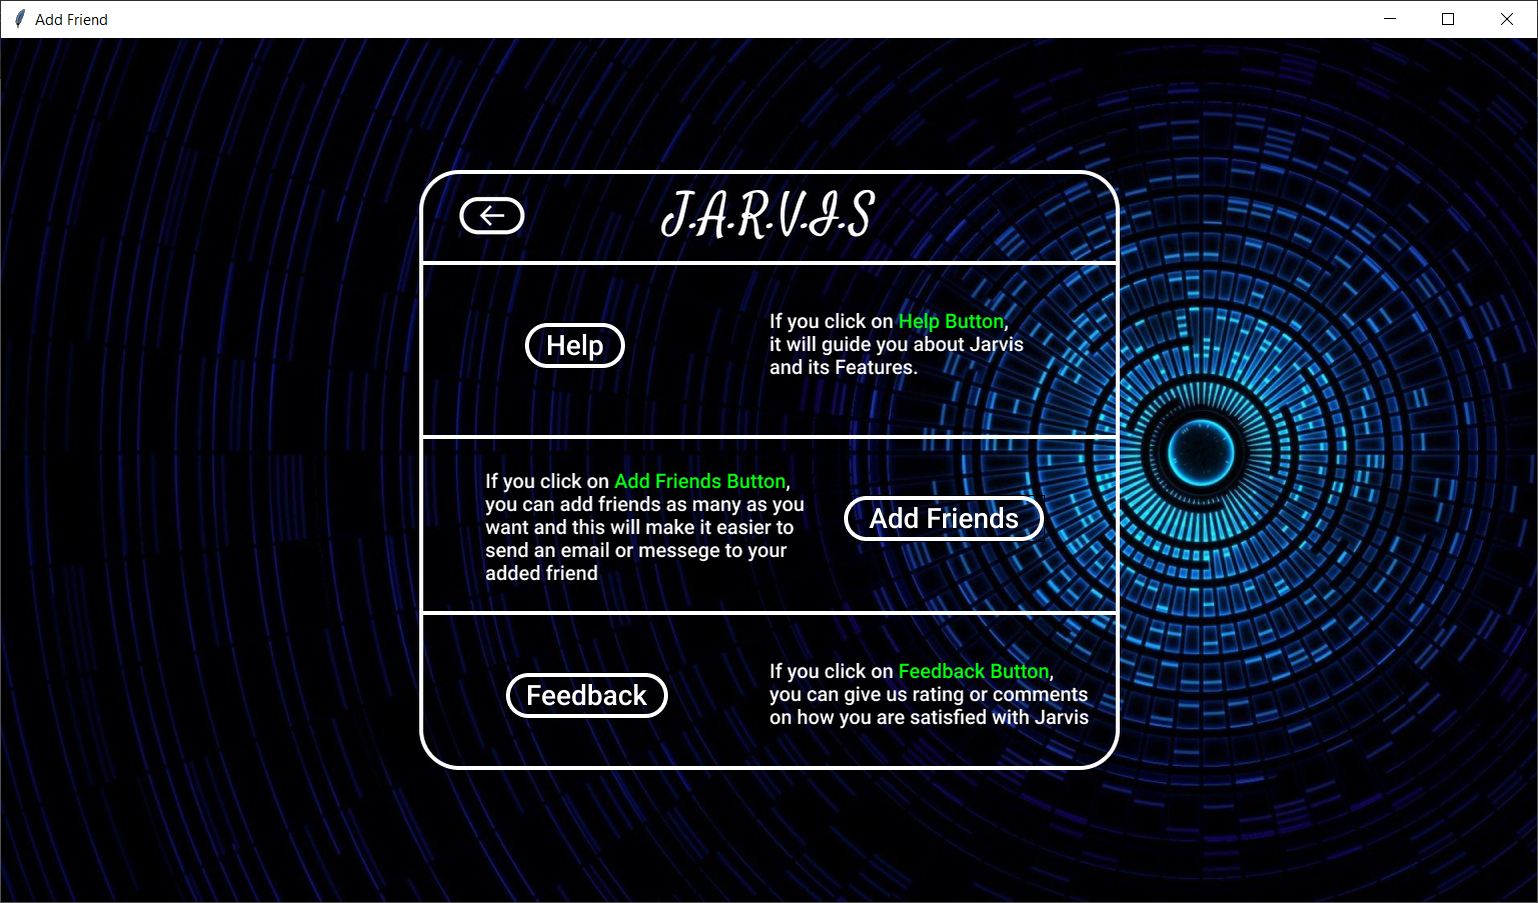 Add Friend
J.A.R.V.I.S
Help
If you click on Help Button,
it will guide you about Jarvis
and its Features.
If you click on Add Friends Button,
you can add friends as many as you
want and this will make it easier to
send an email or messege to your
added friend
Add Friends
Feedback
If you click on Feedback Button,
you can give us rating or comments
on how you are satisfied with Jarvis